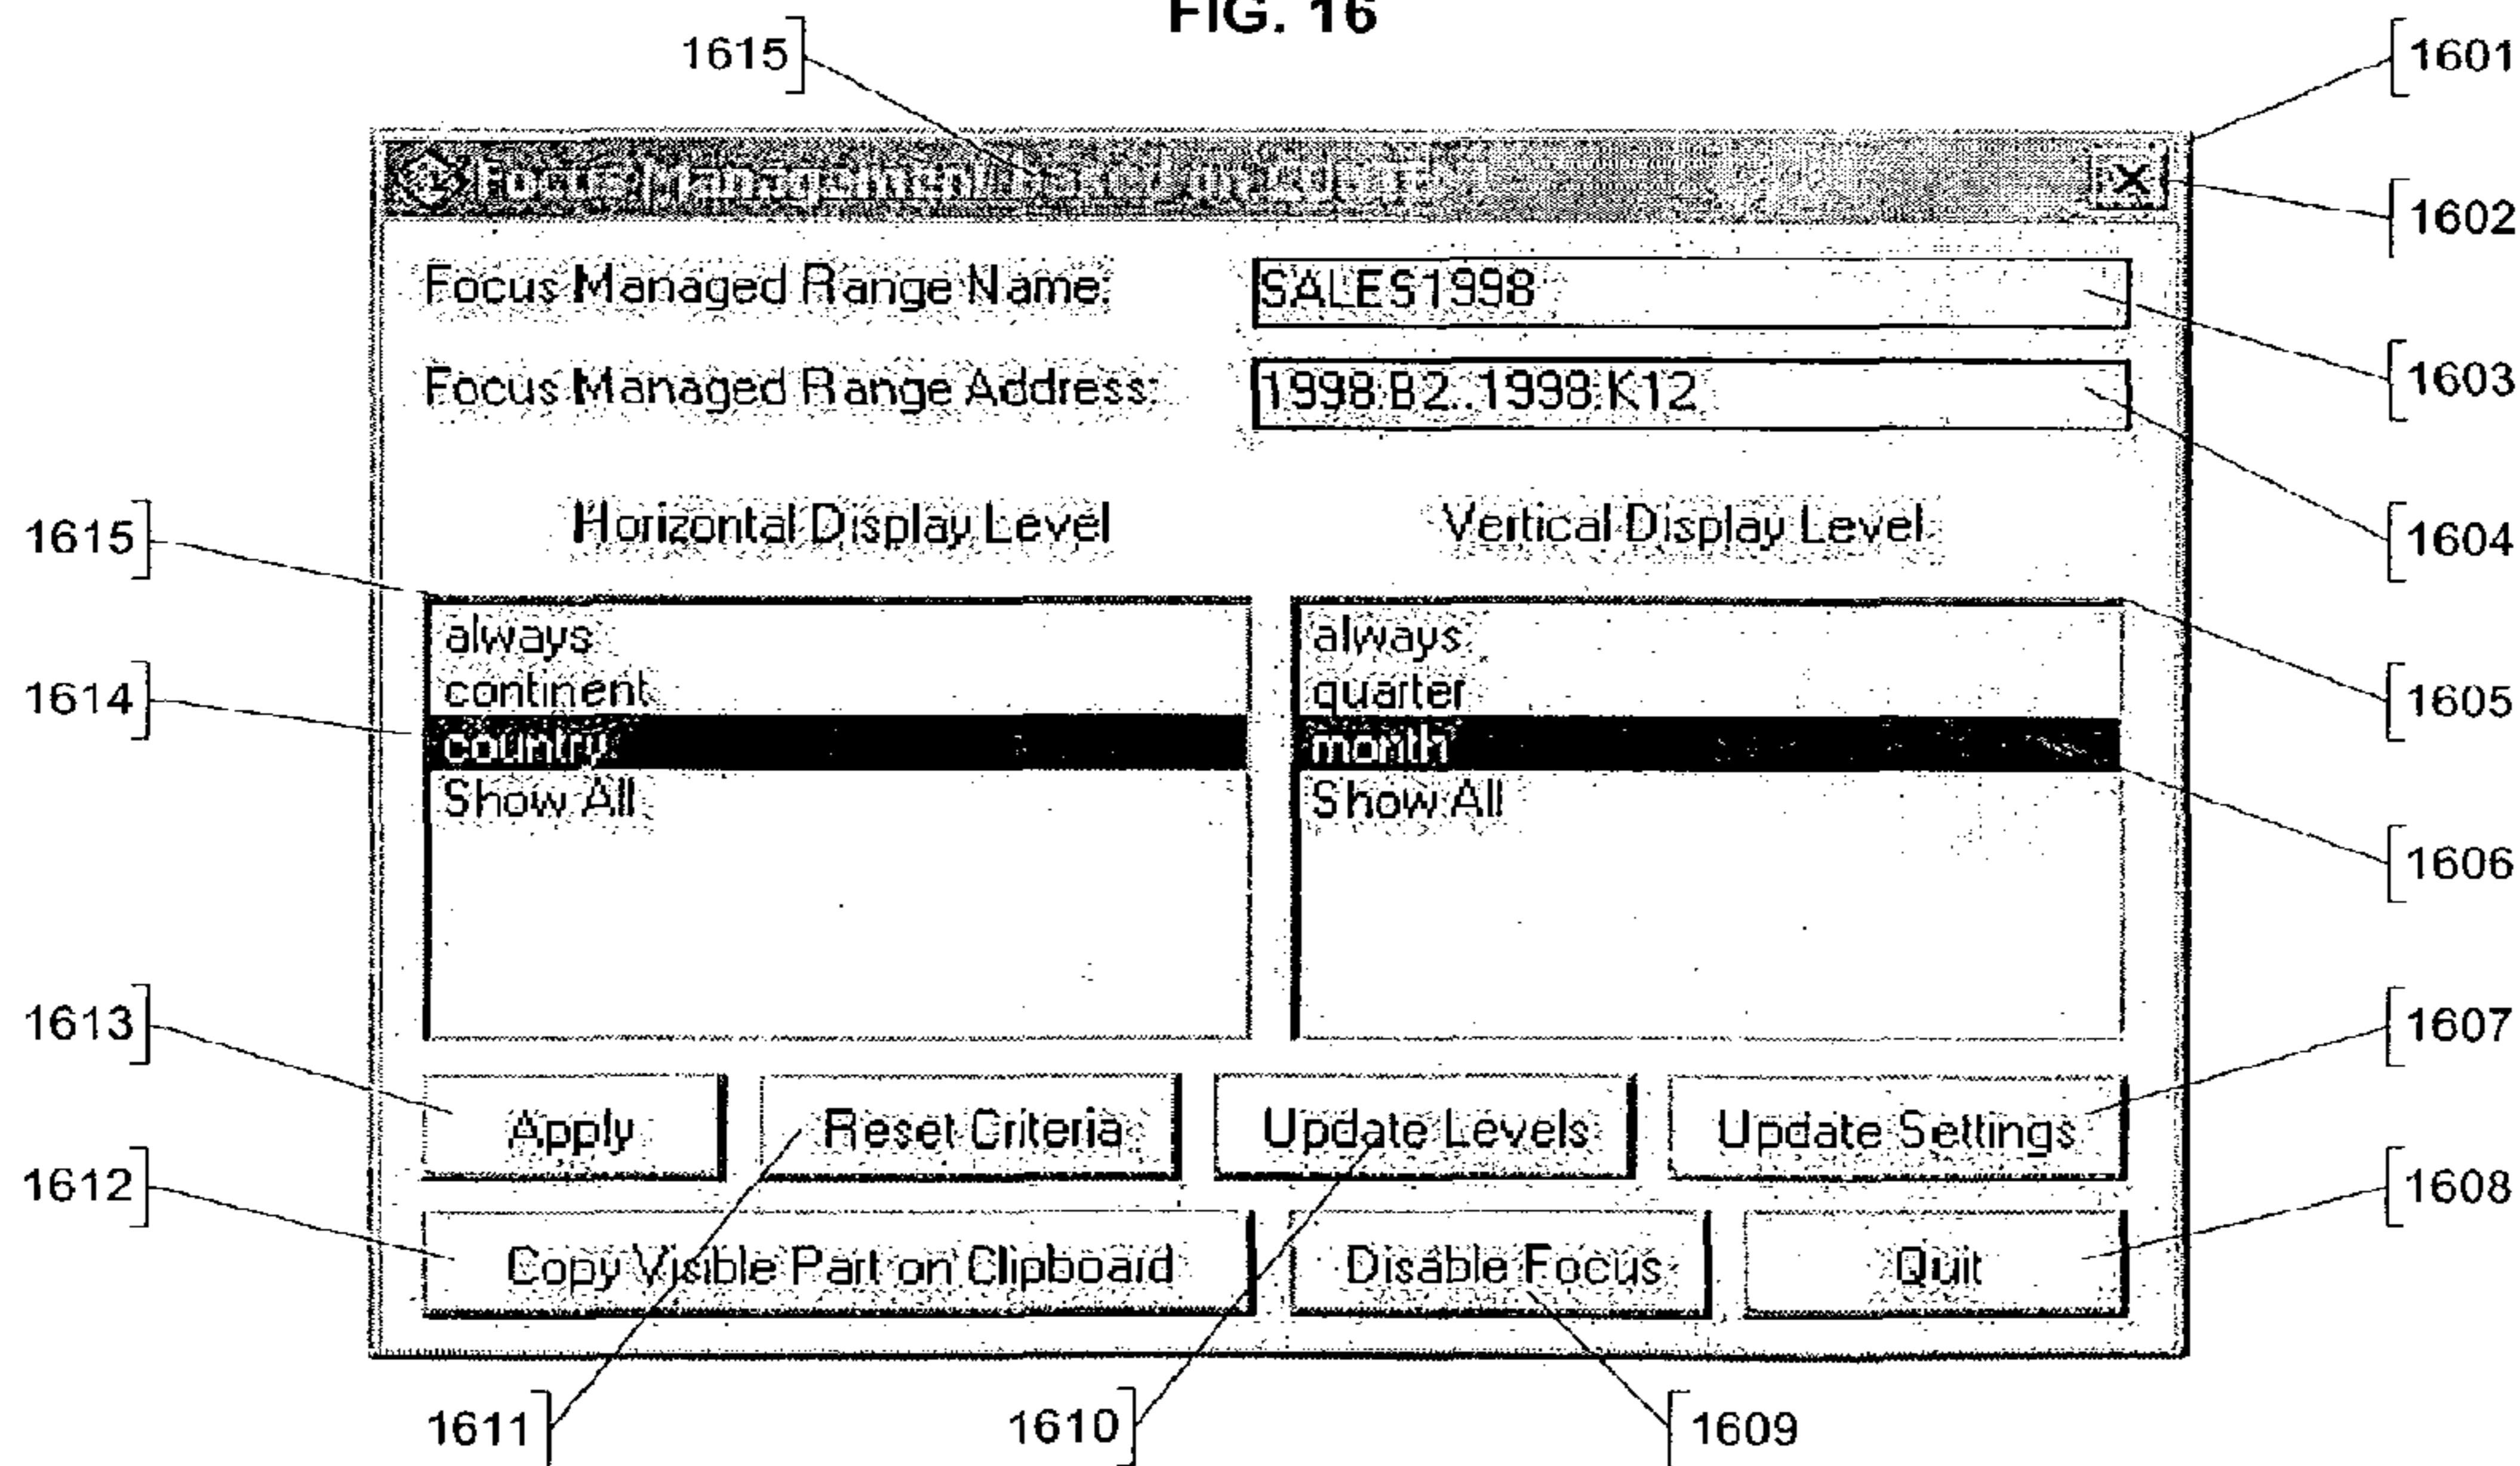 FIG. 16
1615
1601
Focus Management
1602
Focus Managed Range Name:
SALES1998
1603
Focus Managed Range Address:
1998:B2..1998:K12
1604
Horizontal Display Level
Vertical Display Level
1615
always
continent
country
Show All
always
quarter
month
Show All
1614
1605
1606
1613
1607
Apply
Reset Criteria
Update Levels
Update Settings
1612
1608
Copy Visible Part on Clipboard
Disable Focus
Quit
1611
1610
1609